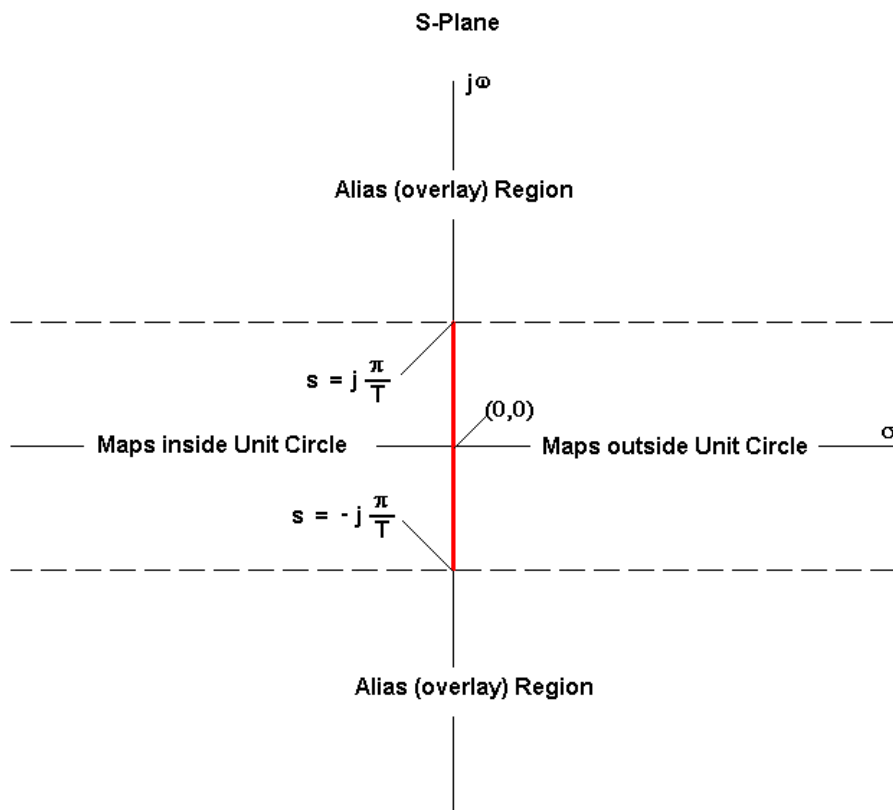 S-Plane
jω
Alias (overlay) Region
s = j π/T
(0,0)
Maps inside Unit Circle
Maps outside Unit Circle
σ
s = - j π/T
Alias (overlay) Region